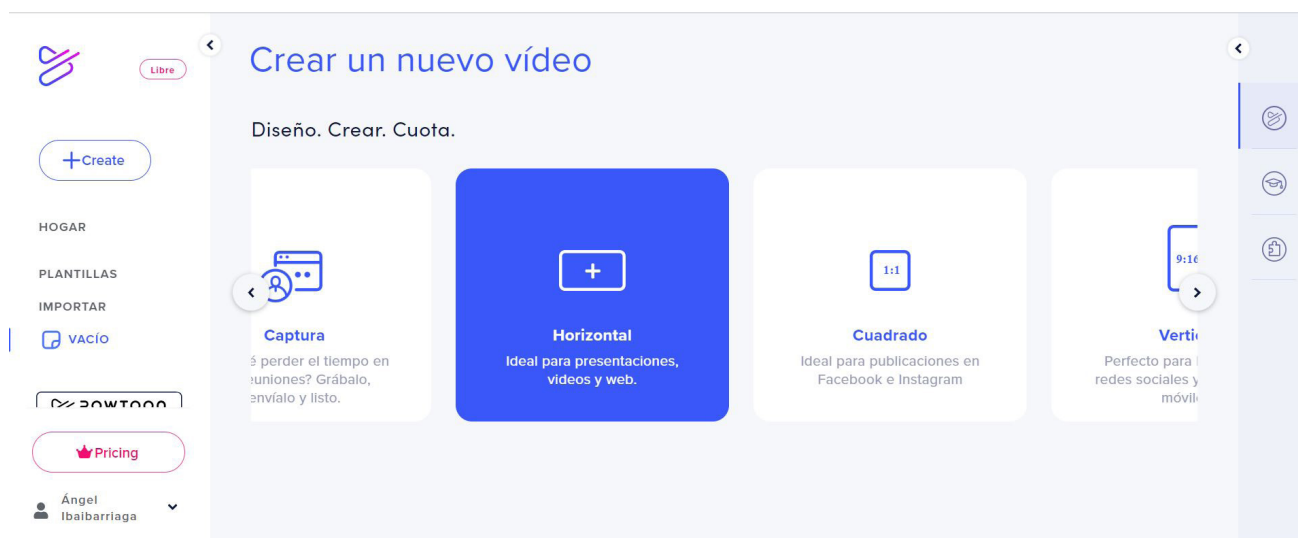 Libre
Crear un nuevo vídeo
Diseño. Crear. Cuota.
+Create
HOGAR
PLANTILLAS
IMPORTAR
VACÍO
Pricing
Ángel
Ibaibarriaga
Captura
é perder el tiempo en
euniones? Grábalo,
envíalo y listo.
+
Horizontal
Ideal para presentaciones,
videos y web.
1:1
Cuadrado
Ideal para publicaciones en
Facebook e Instagram
9:16
Verti
Perfecto para
redes sociales y
móvil